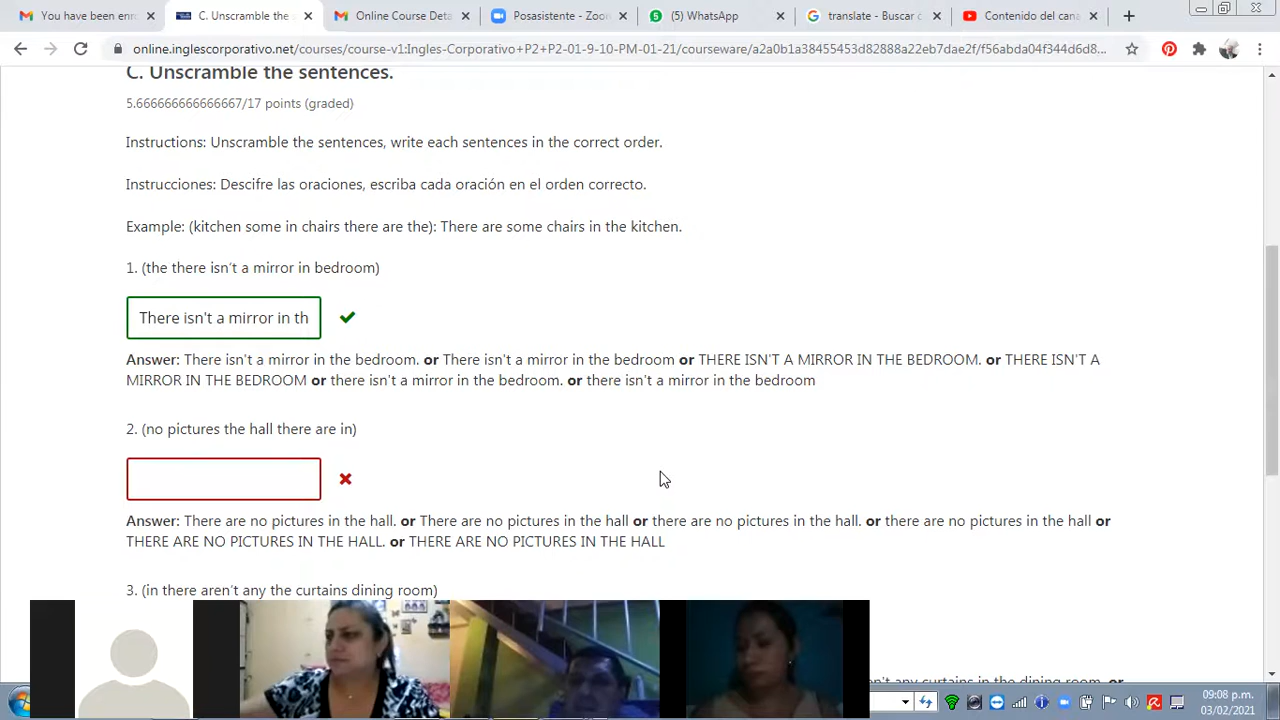 You have been enro
C. Unscramble the
Online Course Deta
Posasistente - Zoo
(5) WhatsApp
translate - Buscar c
Contenido del cana
online.inglescorporativo.net/courses/course-v1:Ingles-Corporativo+P2+P2-01-9-10-PM-01-21/courseware/a2a0b1a38455453d82888a22eb7dae2f/f56abda04f344d6d8...
C. Unscramble the sentences.
5.666666666666667/17 points (graded)
Instructions: Unscramble the sentences, write each sentences in the correct order.
Instrucciones: Descifre las oraciones, escriba cada oración en el orden correcto.
Example: (kitchen some in chairs there are the): There are some chairs in the kitchen.
1. (the there isn't a mirror in bedroom)
There isn't a mirror in th
Answer: There isn't a mirror in the bedroom. or There isn't a mirror in the bedroom or THERE ISN'T A MIRROR IN THE BEDROOM. or THERE ISN'T A
MIRROR IN THE BEDROOM or there isn't a mirror in the bedroom. or there isn't a mirror in the bedroom
2. (no pictures the hall there are in)
Answer: There are no pictures in the hall. or There are no pictures in the hall or there are no pictures in the hall. or there are no pictures in the hall or
THERE ARE NO PICTURES IN THE HALL. or THERE ARE NO PICTURES IN THE HALL
3. (in there aren't any the curtains dining room)
any curtains in the dining room. or
09:08 p.m.
03/02/2021